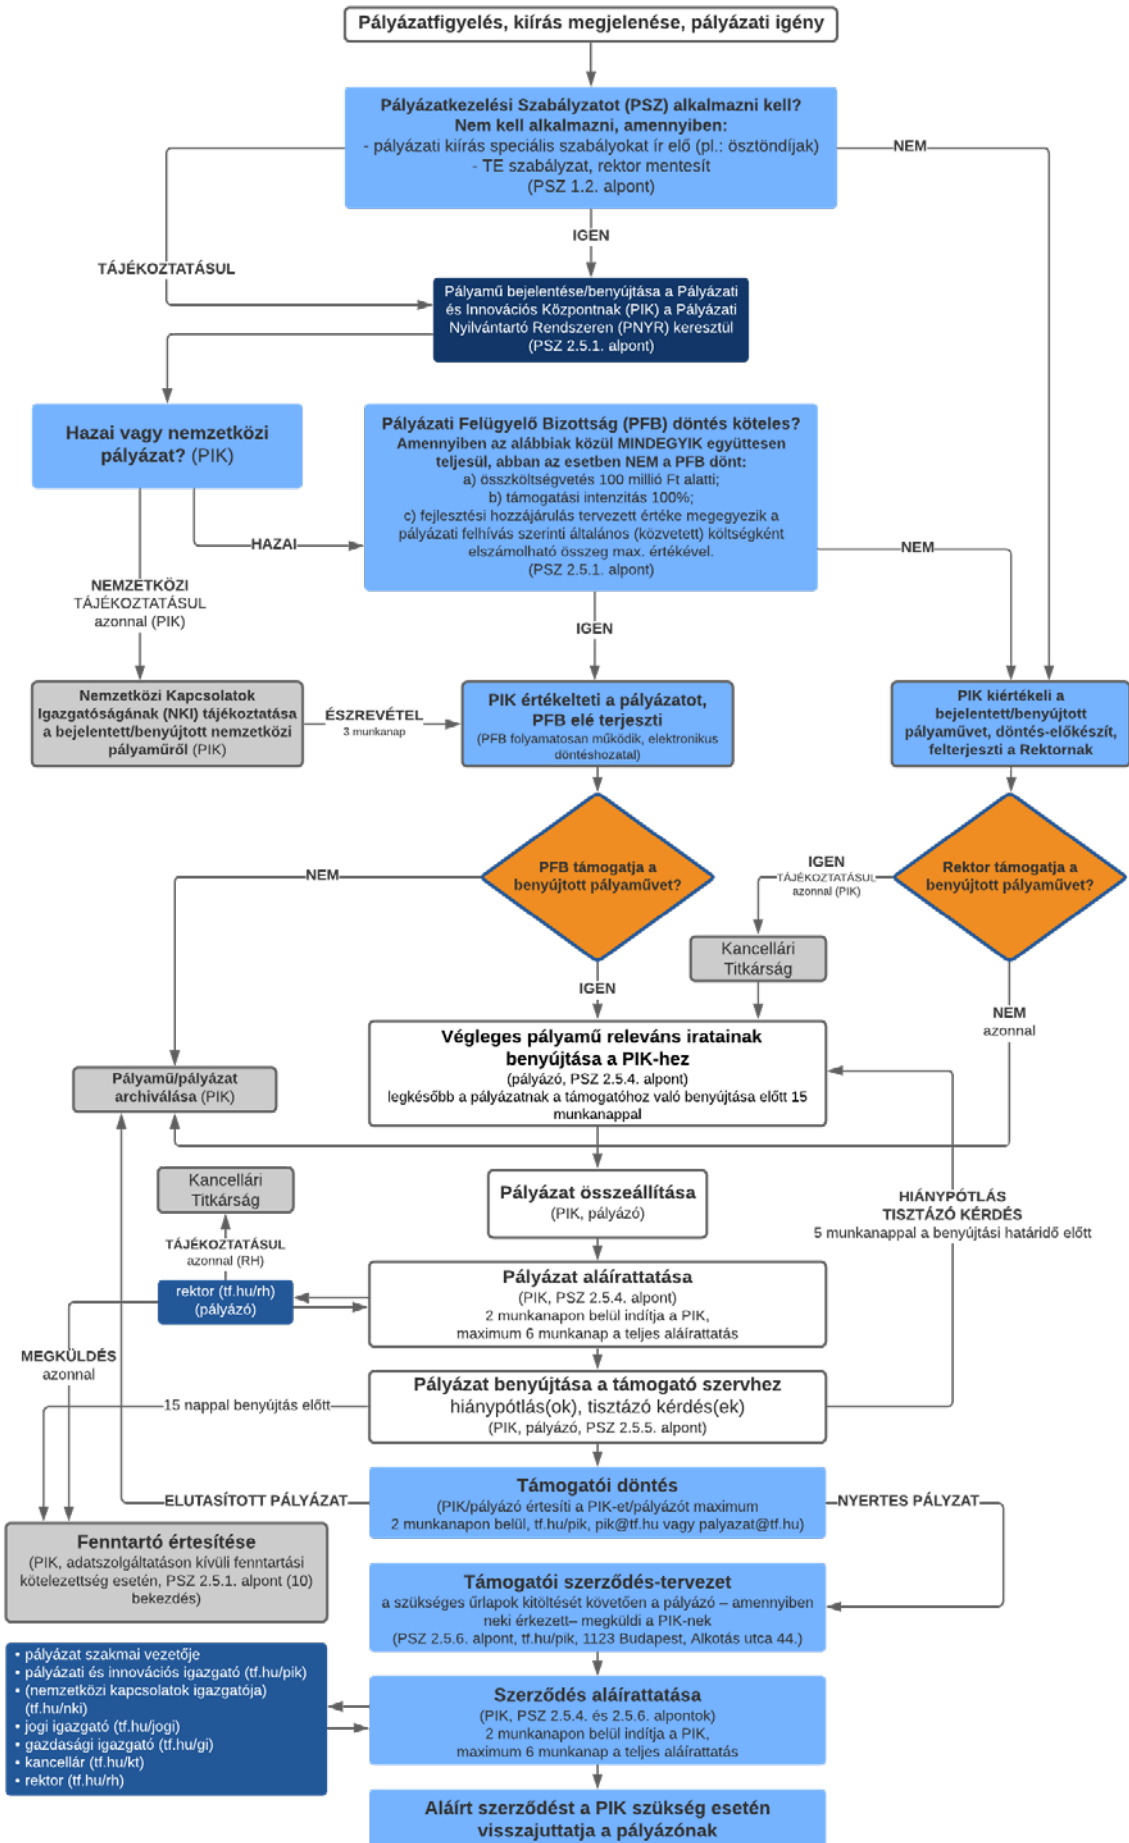 Pályázatfigyelés, kiírás megjelenése, pályázati igény
Pályázatkezelési Szabályzatot (PSZ) alkalmazni kell?
Nem kell alkalmazni, amennyiben:
- pályázati kiírás speciális szabályokat ír elő (pl.: ösztöndíjak)
- TE szabályzat, rektor mentesít
(PSZ 1.2. alpont)
NEM
IGEN
TÁJÉKOZTATÁSUL
Pályamű bejelentése/benyújtása a Pályázati
és Innovációs Központnak (PIK) a Pályázati
Nyilvántartó Rendszeren (PNYR) keresztül
(PSZ 2.5.1. alpont)
Hazai vagy nemzetközi
pályázat? (PIK)
Pályázati Felügyelő Bizottság (PFB) döntés köteles?
Amennyiben az alábbiak közül MINDEGYIK együttesen
teljesül, abban az esetben NEM a PFB dönt:
a) összköltségvetés 100 millió Ft alatti;
b) támogatási intenzitás 100%;
c) fejlesztési hozzájárulás tervezett értéke megegyezik a
pályázati felhívás szerinti általános (közvetett) költségként
elszámolható összeg max. értékével.
(PSZ 2.5.1. alpont)
HAZAI
NEM
NEMZETKÖZI
TÁJÉKOZTATÁSUL
azonnal (PIK)
IGEN
Nemzetközi Kapcsolatok
Igazgatóságának (NKI) tájékoztatása
a bejelentett/benyújtott nemzetközi
pályaműről (PIK)
ÉSZREVÉTEL
3 munkanap
PIK értékelteti a pályázatot,
PFB elé terjeszti
(PFB folyamatosan működik, elektronikus
döntéshozatal)
PIK kiértékeli a
bejelentett/benyújtott
pályaművet, döntés-előkészít,
felterjeszti a Rektornak
NEM
PFB támogatja a
benyújtott pályaművet?
IGEN
TÁJÉKOZTATÁSUL
azonnal (PIK)
Rektor támogatja a
benyújtott pályaművet?
Kancellári
Titkárság
IGEN
NEM
azonnal
Végleges pályamű releváns iratainak
benyújtása a PIK-hez
(pályázó, PSZ 2.5.4. alpont)
legkésőbb a pályázatnak a támogatóhoz való benyújtása előtt 15
munkanappal
Pályamű/pályázat
archiválása (PIK)
Kancellári
Titkárság
Pályázat összeállítása
(PIK, pályázó)
HIÁNYPÓTLÁS
TISZTÁZÓ KÉRDÉS
5 munkanappal a benyújtási határidő előtt
TÁJÉKOZTATÁSUL
azonnal (RH)
rektor (tf.hu/rh)
(pályázó)
Pályázat aláírattatása
(PIK, PSZ 2.5.4. alpont)
2 munkanapon belül indítja a PIK,
maximum 6 munkanap a teljes aláírattatás
MEGKÜLDÉS
azonnal
Pályázat benyújtása a támogató szervhez
hiánypótlás(ok), tisztázó kérdés(ek)
(PIK, pályázó, PSZ 2.5.5. alpont)
15 nappal benyújtás előtt
ELUTASÍTOTT PÁLYÁZAT
Támogatói döntés
(PIK/pályázó értesíti a PIK-et/pályázót maximum
2 munkanapon belül, tf.hu/pik, pik@tf.hu vagy palyazat@tf.hu)
NYERTES PÁLYZAT
Fenntartó értesítése
(PIK, adatszolgáltatáson kívüli fenntartási
kötelezettség esetén, PSZ 2.5.1. alpont (10)
bekezdés)
Támogatói szerződés-tervezet
a szükséges űrlapok kitöltését követően a pályázó – amennyiben
neki érkezett– megküldi a PIK-nek
(PSZ 2.5.6. alpont, tf.hu/pik, 1123 Budapest, Alkotás utca 44.)
• pályázat szakmai vezetője
• pályázati és innovációs igazgató (tf.hu/pik)
• (nemzetközi kapcsolatok igazgatója)
(tf.hu/nki)
• jogi igazgató (tf.hu/jogi)
• gazdasági igazgató (tf.hu/gi)
• kancellár (tf.hu/kt)
• rektor (tf.hu/rh)
Szerződés aláírattatása
(PIK, PSZ 2.5.4. és 2.5.6. alpontok)
2 munkanapon belül indítja a PIK,
maximum 6 munkanap a teljes aláírattatás
Aláírt szerződést a PIK szükség esetén
visszajuttatja a pályázónak